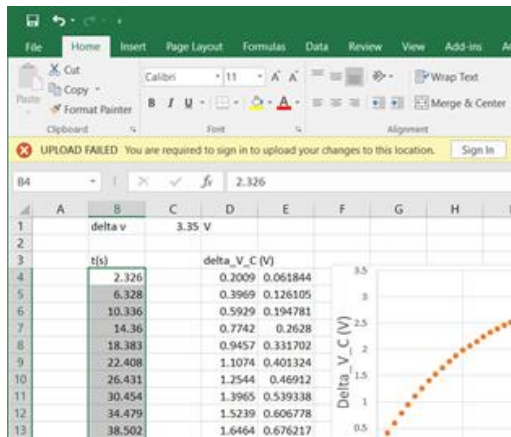 File Home Insert Page Layout Formulas Data Review View Add-ins
Cut
Copy
Format Painter
Paste
Calibri 11
B I U
Wrap Text
Merge & Center
Clipboard Font Alignment
UPLOAD FAILED You are required to sign in to upload your changes to this location. Sign In
B4 fx 2.326
A B C D E F G H
1 delta v 3.35 V
2
3 t(s) delta_V_C (V)
4 2.326 0.2009 0.061844
5 6.328 0.3969 0.126105
6 10.336 0.5929 0.194781
7 14.36 0.7742 0.2628
8 18.383 0.9457 0.331702
9 22.408 1.1074 0.401324
10 26.431 1.2544 0.46912
11 30.454 1.3965 0.539338
12 34.479 1.5239 0.606778
13 38.502 1.6464 0.676217
3.5
3
2.5
2
1.5
1
0.5
Delta_V_C (V)